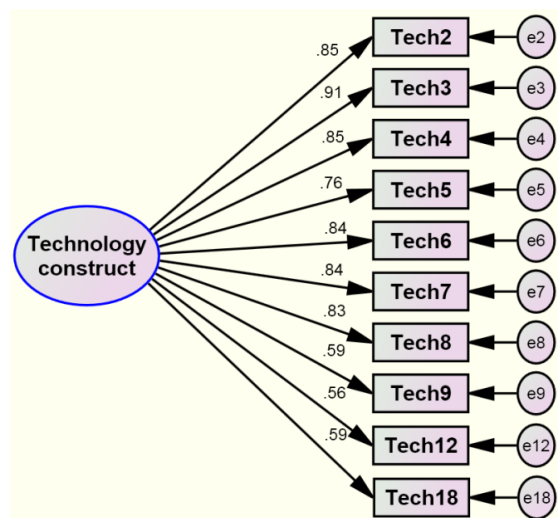 Tech2
e2
.85
Tech3
e3
.91
Tech4
e4
.85
Tech5
e5
.76
Tech6
e6
.84
Technology
construct
Tech7
e7
.84
Tech8
e8
.83
Tech9
e9
.59
Tech12
e12
.56
Tech18
e18
.59